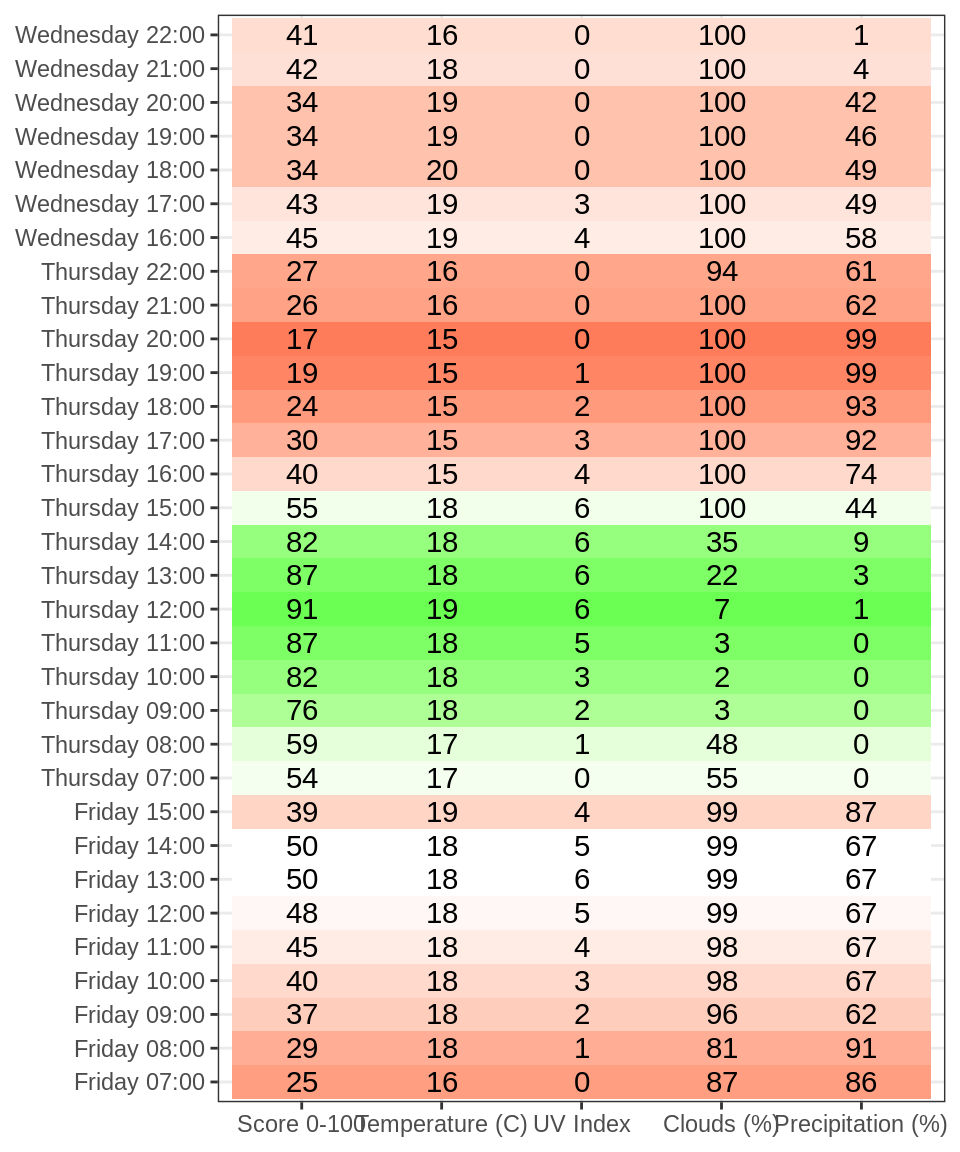 Wednesday 22:00 41 16 0 100 1
Wednesday 21:00 42 18 0 100 4
Wednesday 20:00 34 19 0 100 42
Wednesday 19:00 34 19 0 100 46
Wednesday 18:00 34 20 0 100 49
Wednesday 17:00 43 19 3 100 49
Wednesday 16:00 45 19 4 100 58
Thursday 22:00 27 16 0 94 61
Thursday 21:00 26 16 0 100 62
Thursday 20:00 17 15 0 100 99
Thursday 19:00 19 15 1 100 99
Thursday 18:00 24 15 2 100 93
Thursday 17:00 30 15 3 100 92
Thursday 16:00 40 15 4 100 74
Thursday 15:00 55 18 6 100 44
Thursday 14:00 82 18 6 35 9
Thursday 13:00 87 18 6 22 3
Thursday 12:00 91 19 6 7 1
Thursday 11:00 87 18 5 3 0
Thursday 10:00 82 18 3 2 0
Thursday 09:00 76 18 2 3 0
Thursday 08:00 59 17 1 48 0
Thursday 07:00 54 17 0 55 0
Friday 15:00 39 19 4 99 87
Friday 14:00 50 18 5 99 67
Friday 13:00 50 18 6 99 67
Friday 12:00 48 18 5 99 67
Friday 11:00 45 18 4 98 67
Friday 10:00 40 18 3 98 67
Friday 09:00 37 18 2 96 62
Friday 08:00 29 18 1 81 91
Friday 07:00 25 16 0 87 86
Score 0-100 Temperature (C) UV Index Clouds (%) Precipitation (%)